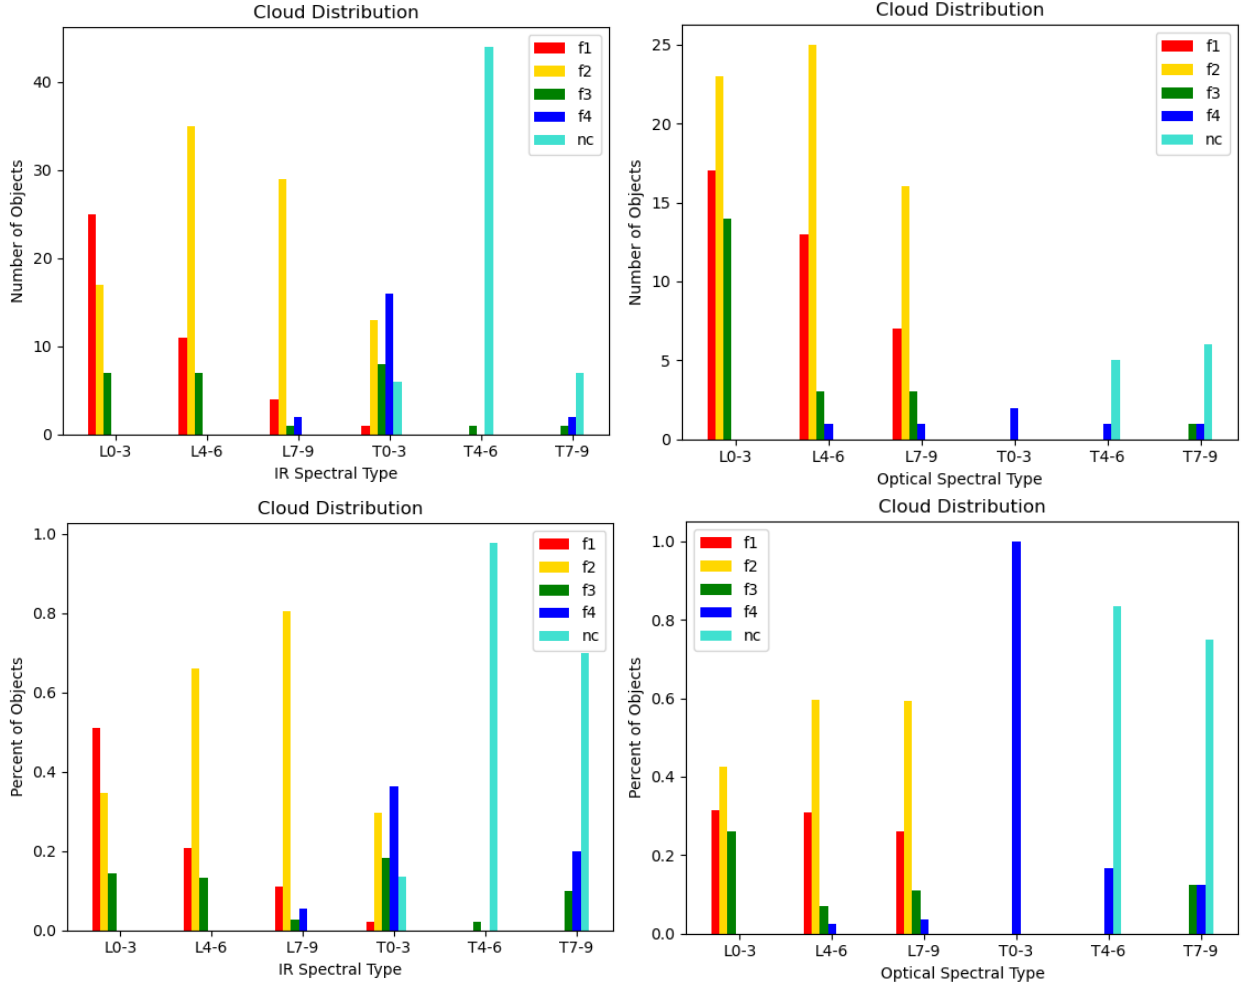 Cloud Distribution
Number of Objects
40
30
20
10
0
f1
f2
f3
f4
nc
L0-3 L4-6 L7-9 T0-3 T4-6 T7-9
IR Spectral Type
Cloud Distribution
Number of Objects
25
20
15
10
5
0
f1
f2
f3
f4
nc
L0-3 L4-6 L7-9 T0-3 T4-6 T7-9
Optical Spectral Type
Cloud Distribution
Percent of Objects
1.0
0.8
0.6
0.4
0.2
0.0
f1
f2
f3
f4
nc
L0-3 L4-6 L7-9 T0-3 T4-6 T7-9
IR Spectral Type
Cloud Distribution
Percent of Objects
1.0
0.8
0.6
0.4
0.2
0.0
f1
f2
f3
f4
nc
L0-3 L4-6 L7-9 T0-3 T4-6 T7-9
Optical Spectral Type